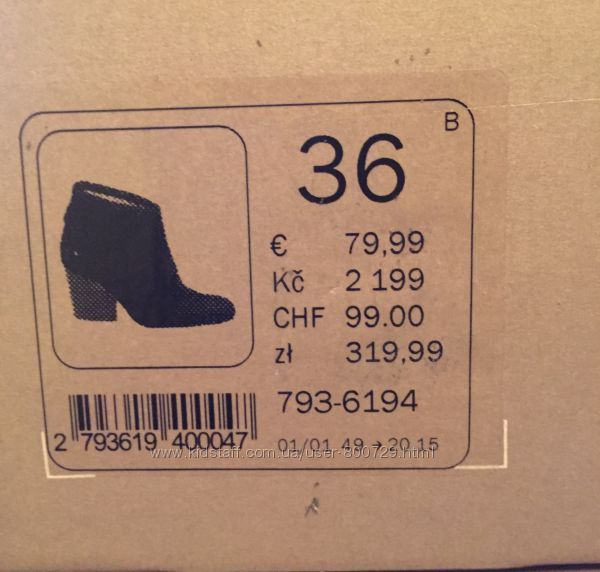 B
36
€ 79,99
Kč 2 199
CHF 99.00
zł 319,99
793-6194
2 793619 400047
01/01 49 → 20 15
www.kidstaff.com.ua/user-800729.html